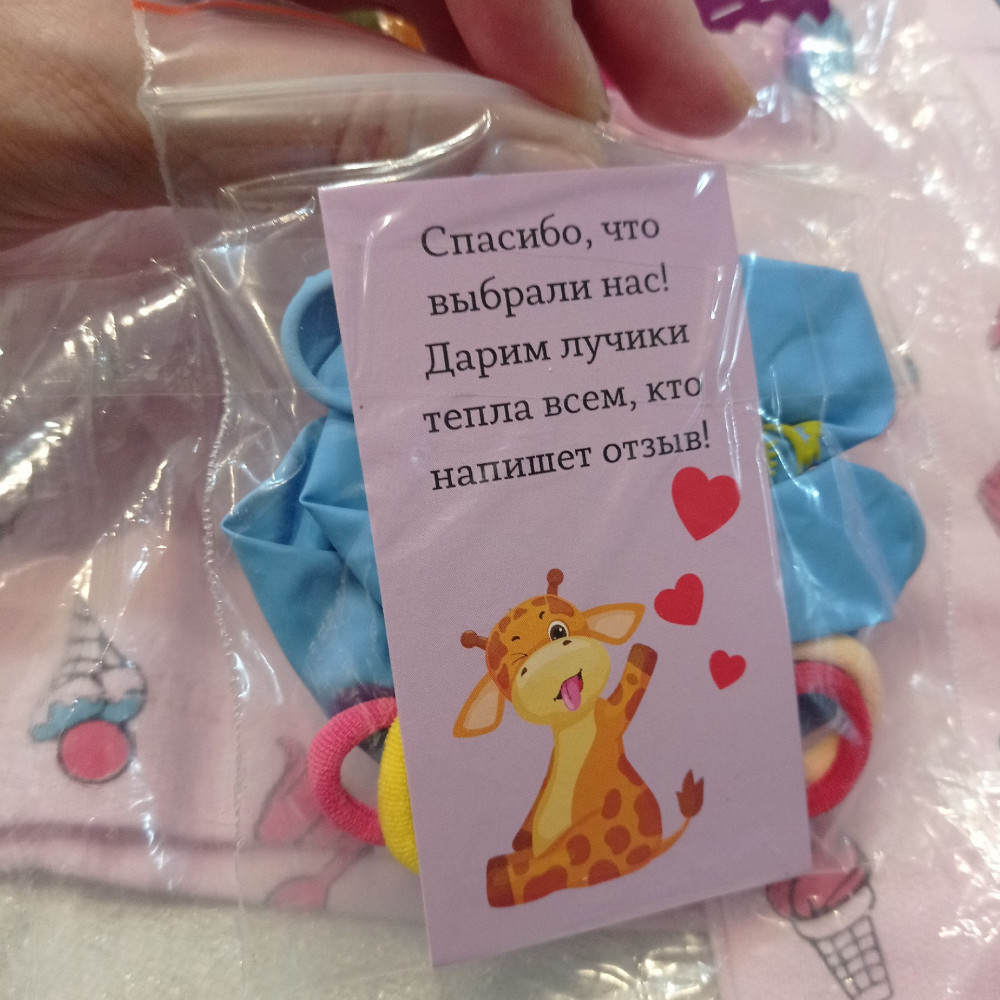 Спасибо, что
выбрали нас!
Дарим лучики
тепла всем, кто
напишет отзыв!